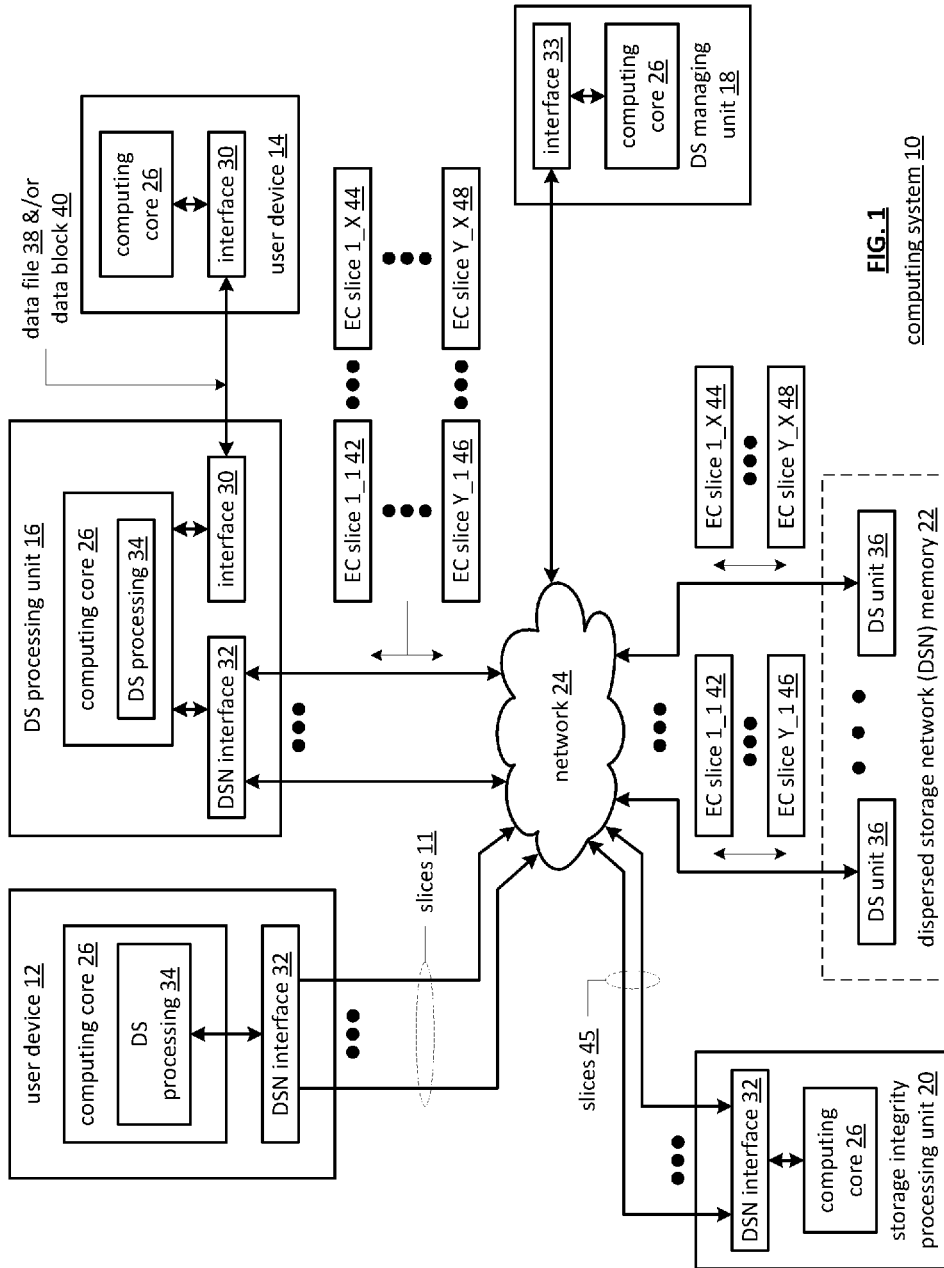 user device 12
computing core 26
DS
processing 34
DSN interface 32
slices 11
DS processing unit 16
computing core 26
DS processing 34
DSN interface 32
interface 30
data file 38 &/or
data block 40
computing core 26
interface 30
user device 14
EC slice 1_1 42
EC slice 1_X 44
EC slice Y_1 46
EC slice Y_X 48
network 24
interface 33
computing
core 26
DS managing
unit 18
slices 45
DSN interface 32
computing
core 26
storage integrity
processing unit 20
EC slice 1_1 42
EC slice Y_1 46
EC slice 1_X 44
EC slice Y_X 48
DS unit 36
DS unit 36
dispersed storage network (DSN) memory 22
FIG. 1
computing system 10